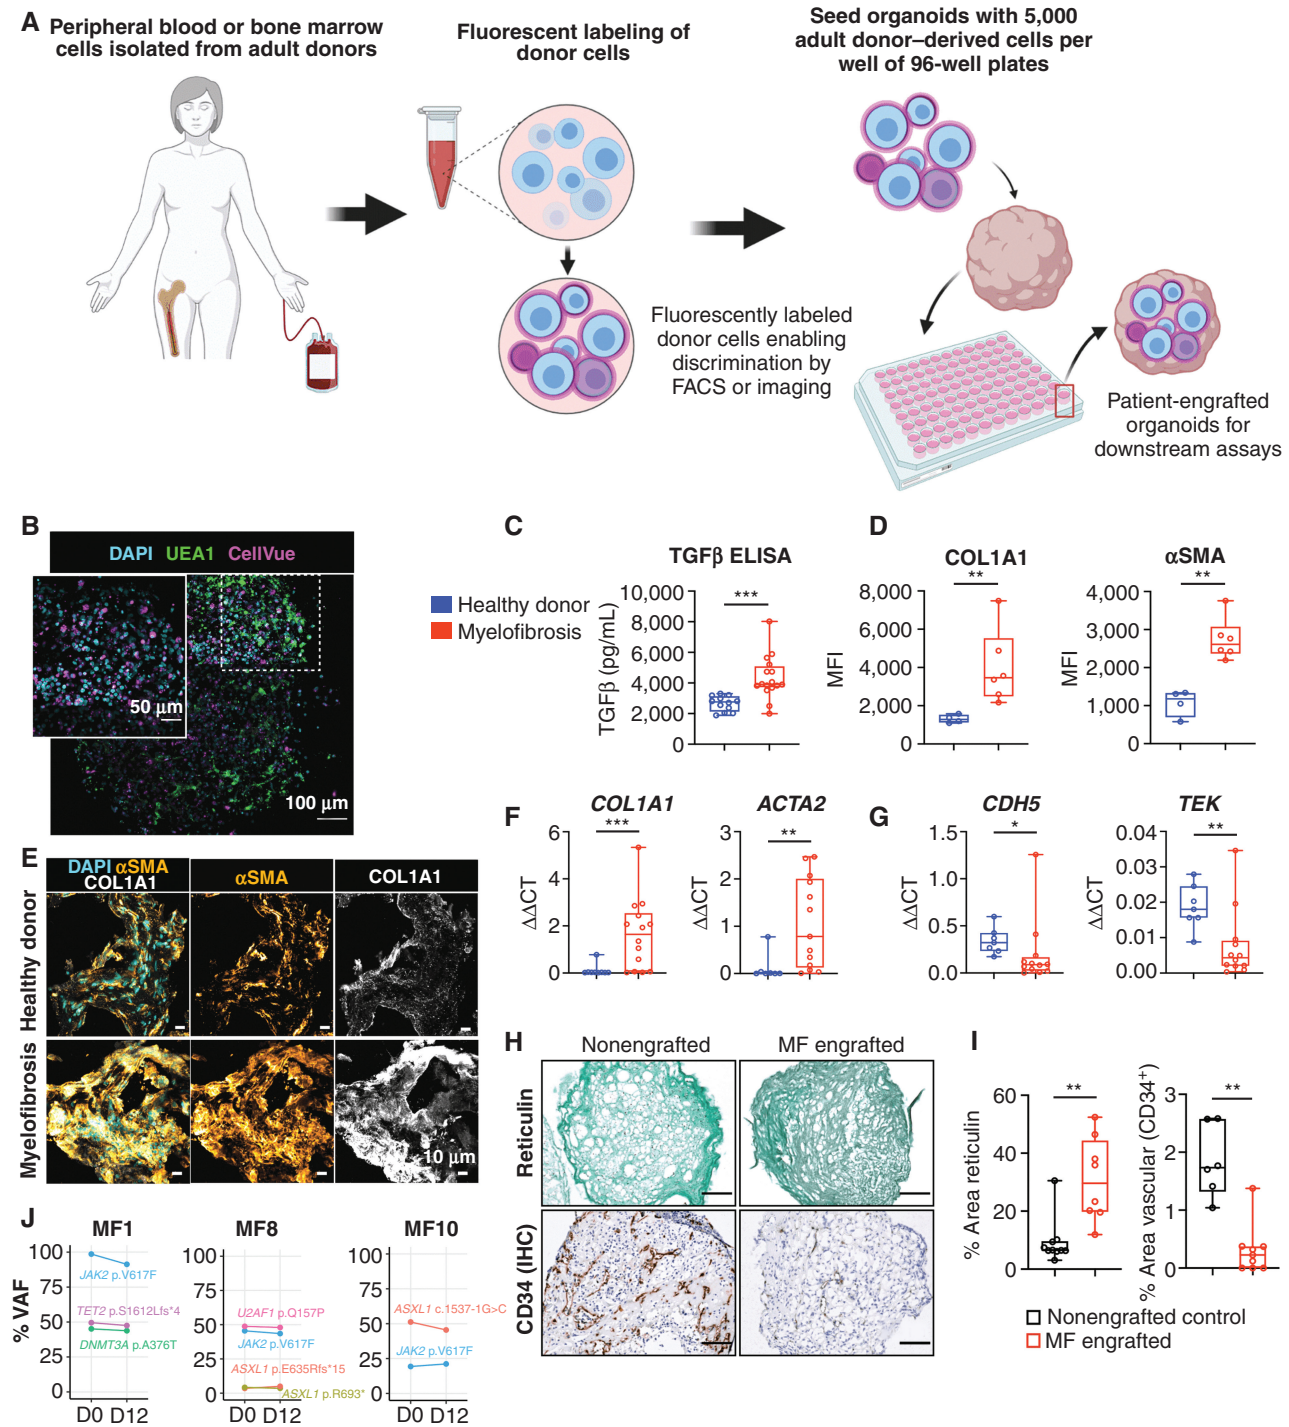 A
Peripheral blood or bone marrow
cells isolated from adult donors
Fluorescent labeling of
donor cells
Seed organoids with 5,000
adult donor–derived cells per
well of 96-well plates
Fluorescently labeled
donor cells enabling
discrimination by
FACS or imaging
Patient-engrafted
organoids for
downstream assays
B
DAPI UEA1 CellVue
50 μm
100 μm
Healthy donor
Myelofibrosis
C
TGFβ ELISA
TGFβ (pg/mL)
10,000
8,000
6,000
4,000
2,000
0
***
D
COL1A1
MFI
8,000
6,000
4,000
2,000
0
**
αSMA
MFI
4,000
3,000
2,000
1,000
0
**
E
DAPI αSMA
COL1A1
αSMA
COL1A1
Healthy donor
Myelofibrosis
10 μm
F
COL1A1
ΔΔCT
6
4
2
0
***
ACTA2
ΔΔCT
3
2
1
0
**
G
CDH5
ΔΔCT
1.5
1.0
0.5
0.0
*
TEK
ΔΔCT
0.04
0.03
0.02
0.01
0.00
**
H
Nonengrafted
MF engrafted
Reticulin
CD34 (IHC)
I
% Area reticulin
60
40
20
0
**
% Area vascular (CD34+)
3
2
1
0
**
Nonengrafted control
MF engrafted
J
% VAF
MF1
100
75
50
25
0
JAK2 p.V617F
TET2 p.S1612Lfs*4
DNMT3A p.A376T
D0 D12
MF8
100
75
50
25
0
U2AF1 p.Q157P
JAK2 p.V617F
ASXL1 p.E635Rfs*15
ASXL1 p.R693*
D0 D12
MF10
100
75
50
25
0
ASXL1 c.1537-1G>C
JAK2 p.V617F
D0 D12